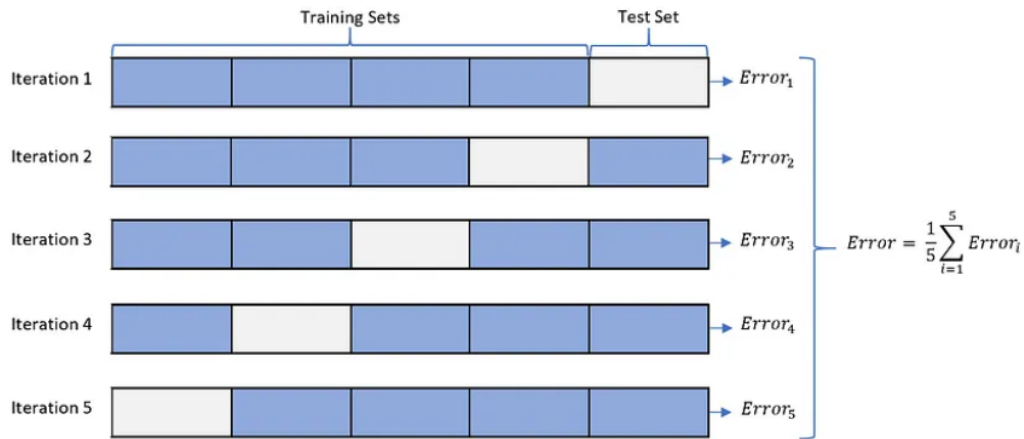 Training Sets
Test Set
Iteration 1
Error₁
Iteration 2
Error₂
Iteration 3
Error₃
Error = 1/5 ∑_{i=1}^{5} Errorᵢ
Iteration 4
Error₄
Iteration 5
Error₅